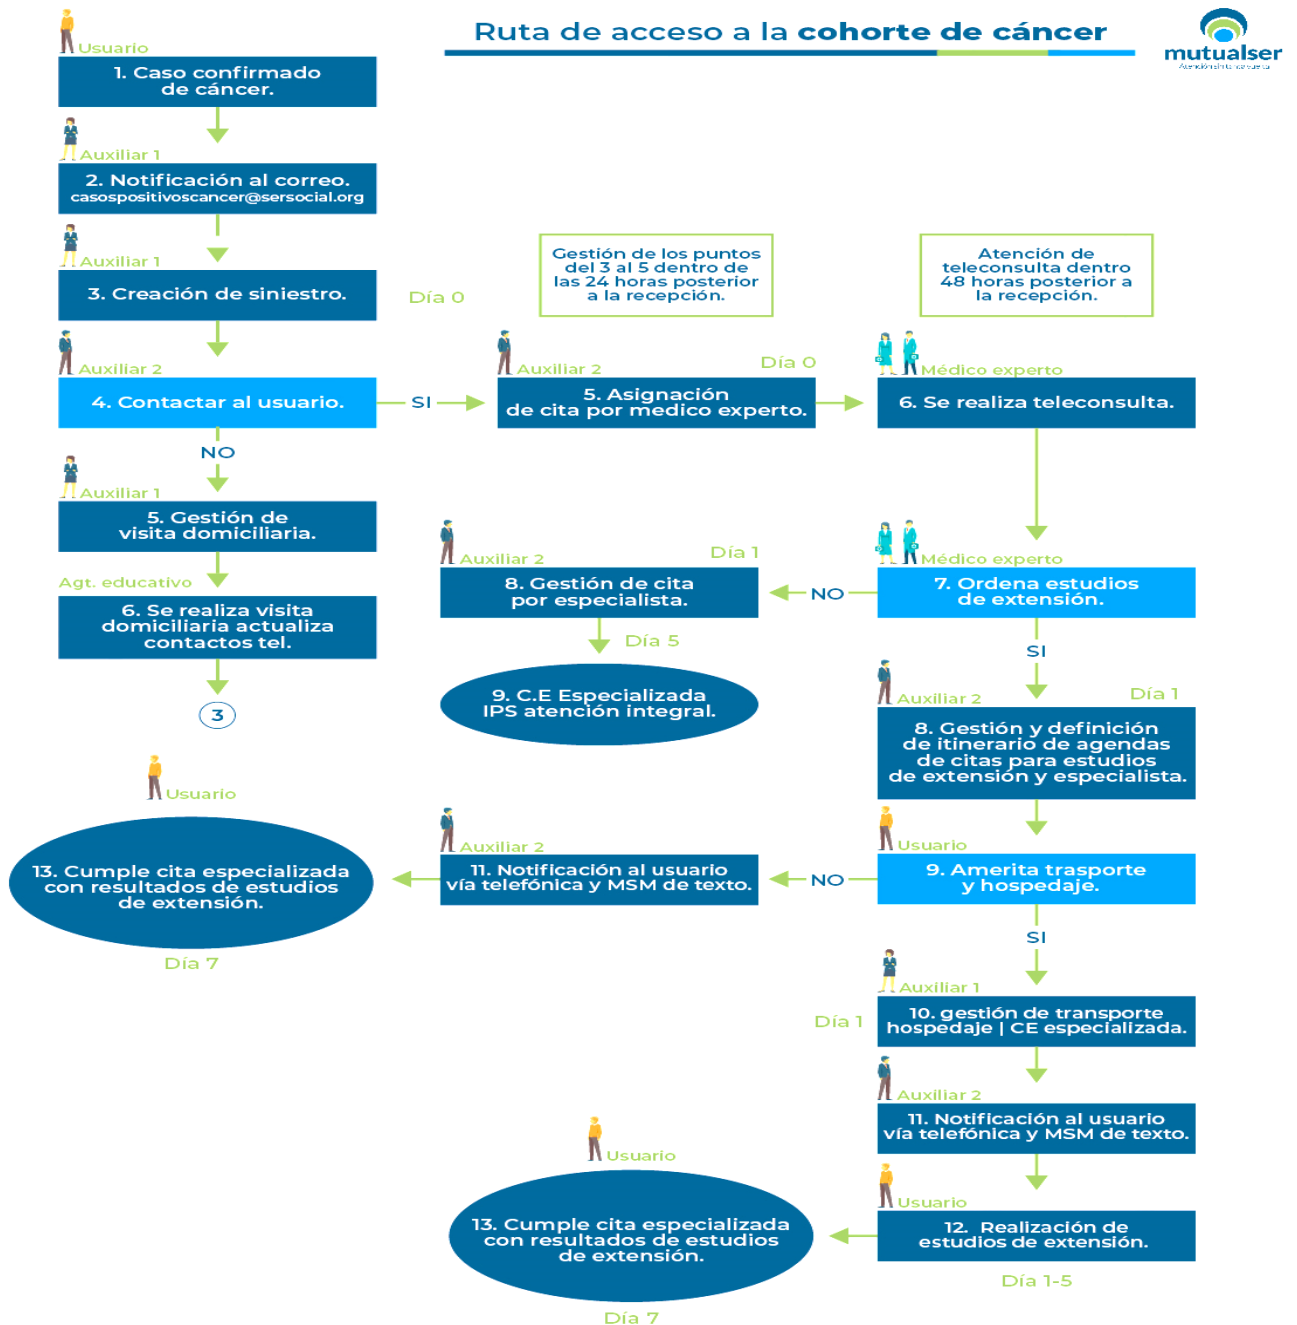 Ruta de acceso a la cohorte de cáncer
mutualser
Usuario
1. Caso confirmado
de cáncer.
Auxiliar 1
2. Notificación al correo.
casospositivoscancer@sersocial.org
Auxiliar 1
3. Creación de siniestro.
Día 0
Gestión de los puntos
del 3 al 5 dentro de
las 24 horas posterior
a la recepción.
Atención de
teleconsulta dentro
48 horas posterior a
la recepción.
Auxiliar 2
4. Contactar al usuario.
SI
Auxiliar 2
Día 0
5. Asignación
de cita por medico experto.
Médico experto
6. Se realiza teleconsulta.
NO
Auxiliar 1
5. Gestión de
visita domiciliaria.
Agt. educativo
6. Se realiza visita
domiciliaria actualiza
contactos tel.
3
Médico experto
7. Ordena estudios
de extensión.
NO
Auxiliar 2
Día 1
8. Gestión de cita
por especialista.
Día 5
9. C.E Especializada
IPS atención integral.
SI
Auxiliar 2
Día 1
8. Gestión y definición
de itinerario de agendas
de citas para estudios
de extensión y especialista.
Usuario
9. Amerita trasporte
y hospedaje.
NO
Auxiliar 2
11. Notificación al usuario
vía telefónica y MSM de texto.
Usuario
13. Cumple cita especializada
con resultados de estudios
de extensión.
Día 7
SI
Auxiliar 1
Día 1
10. gestión de transporte
hospedaje | CE especializada.
Auxiliar 2
11. Notificación al usuario
vía telefónica y MSM de texto.
Usuario
12. Realización de
estudios de extensión.
Día 1-5
Usuario
13. Cumple cita especializada
con resultados de estudios
de extensión.
Día 7